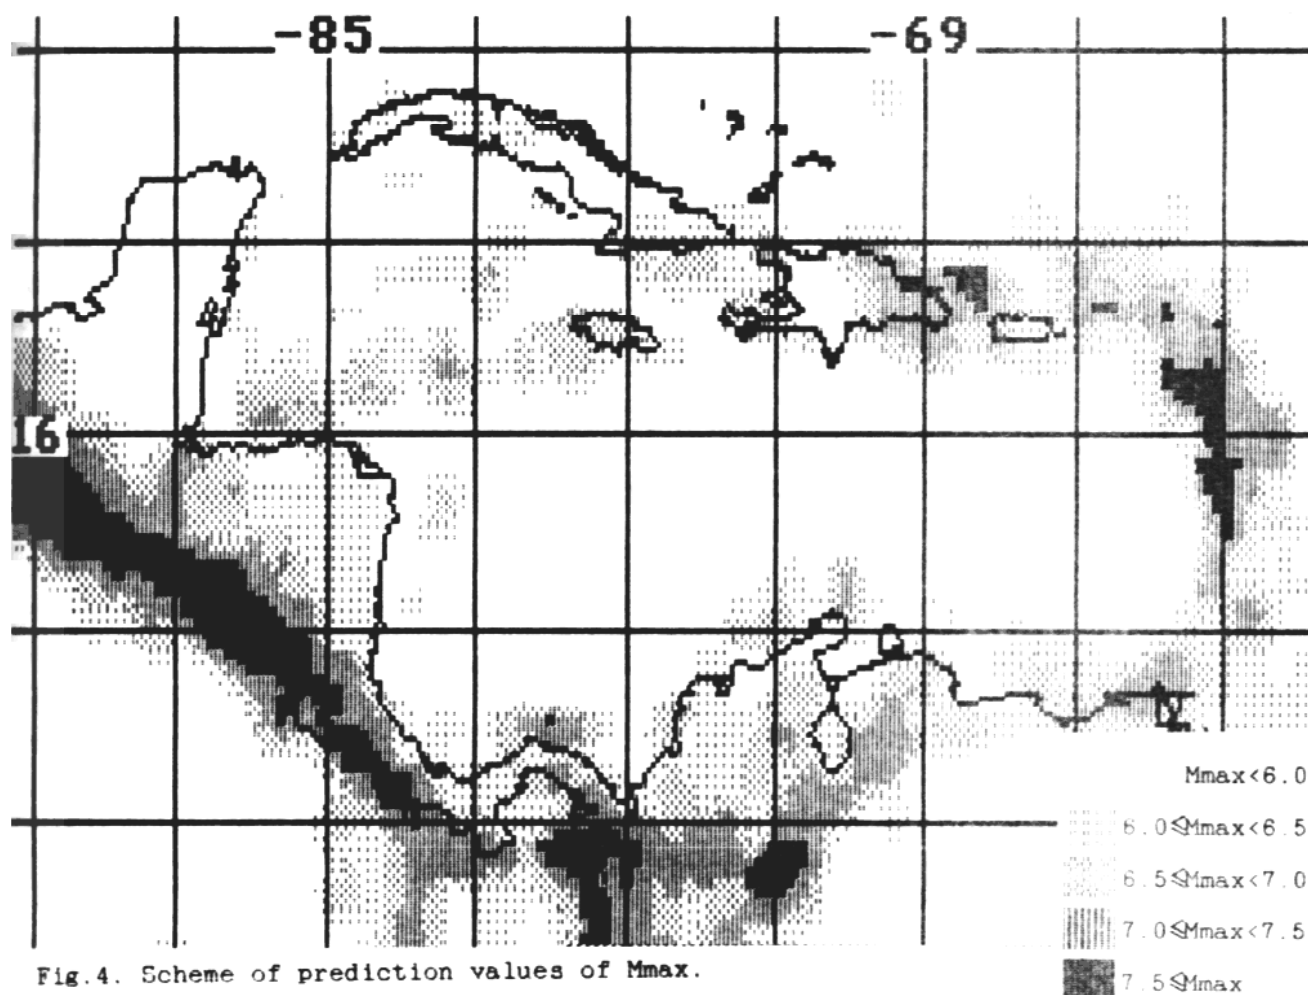 -85 -69
16
Mmax<6.0
6.0≤Mmax<6.5
6.5≤Mmax<7.0
7.0≤Mmax<7.5
7.5≤Mmax
Fig.4. Scheme of prediction values of Mmax.